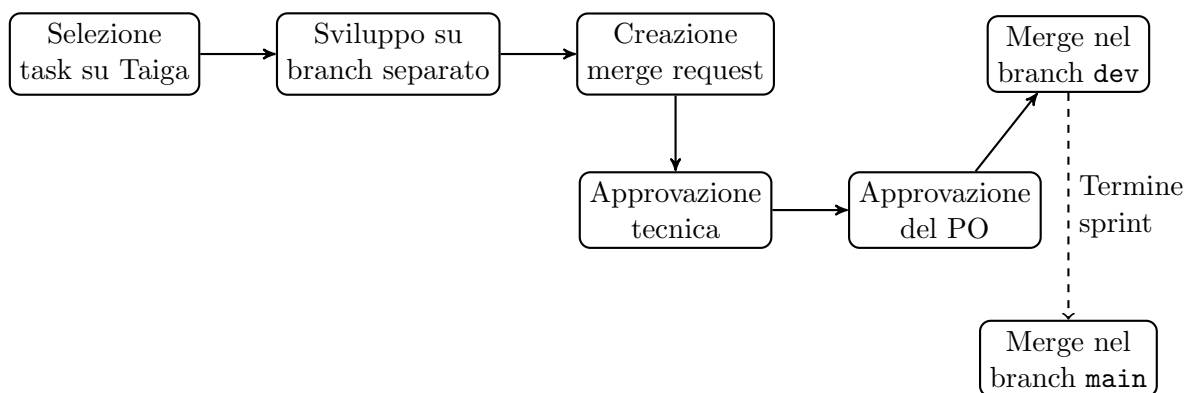 Selezione
task su Taiga
Sviluppo su
branch separato
Creazione
merge request
Merge nel
branch dev
Approvazione
tecnica
Approvazione
del PO
Termine
sprint
Merge nel
branch main